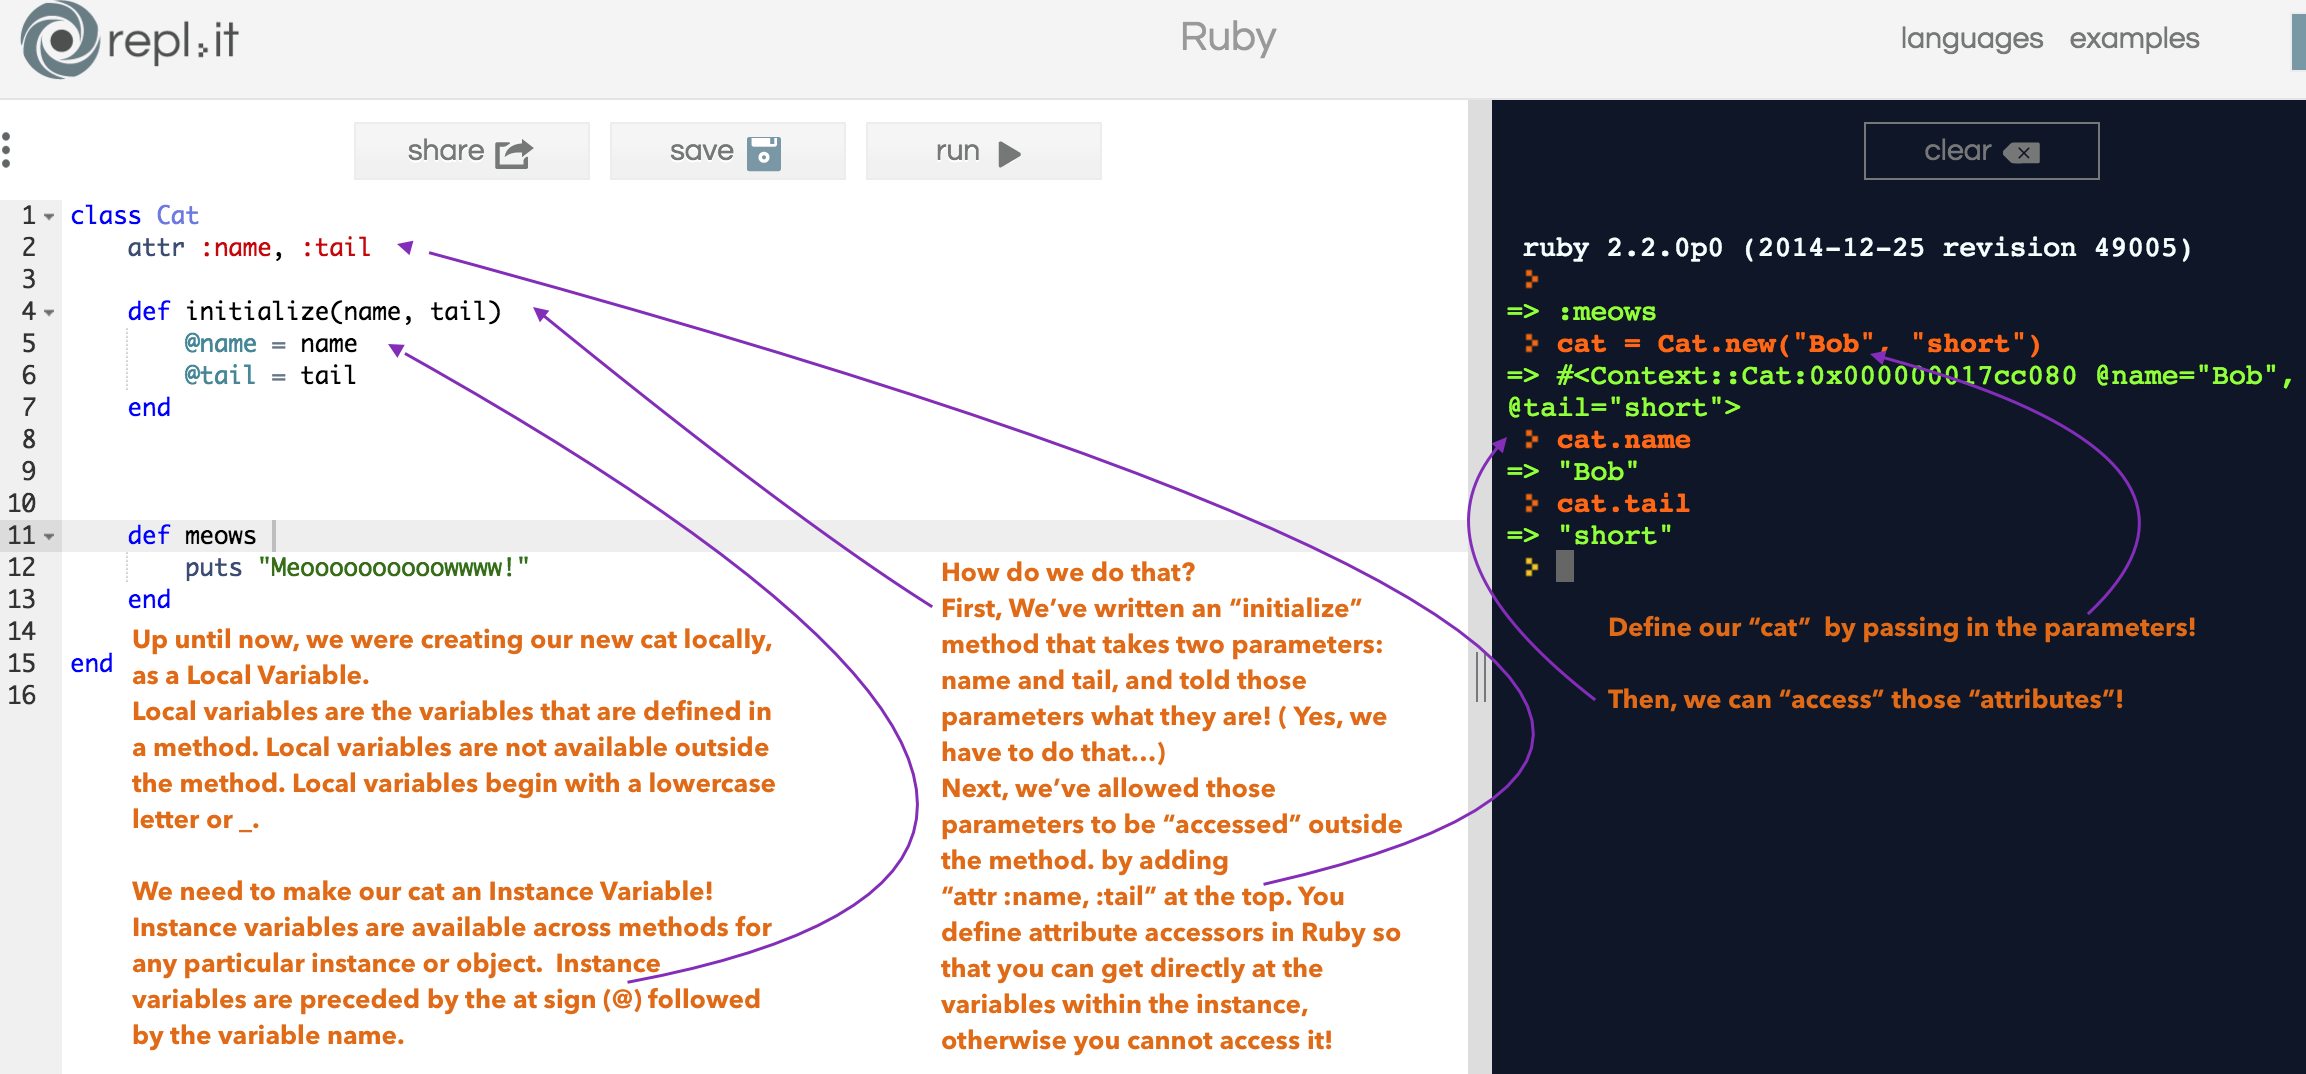 repl.it
Ruby
languages examples
share
save
run
clear
1 class Cat
2 attr :name, :tail
3
4 def initialize(name, tail)
5 @name = name
6 @tail = tail
7 end
8
9
10
11 def meows
12 puts "Meoooooooooowwww!"
13 end
14
15 end
16
Up until now, we were creating our new cat locally,
as a Local Variable.
Local variables are the variables that are defined in
a method. Local variables are not available outside
the method. Local variables begin with a lowercase
letter or _.
We need to make our cat an Instance Variable!
Instance variables are available across methods for
any particular instance or object.  Instance
variables are preceded by the at sign (@) followed
by the variable name.
How do we do that?
First, We’ve written an “initialize”
method that takes two parameters:
name and tail, and told those
parameters what they are! ( Yes, we
have to do that...)
Next, we’ve allowed those
parameters to be “accessed” outside
the method. by adding
“attr :name, :tail” at the top. You
define attribute accessors in Ruby so
that you can get directly at the
variables within the instance,
otherwise you cannot access it!
ruby 2.2.0p0 (2014-12-25 revision 49005)
=> :meows
cat = Cat.new("Bob", "short")
=> #<Context::Cat:0x000000017cc080 @name="Bob",
@tail="short">
cat.name
=> "Bob"
cat.tail
=> "short"
Define our “cat”  by passing in the parameters!
Then, we can “access” those “attributes”!